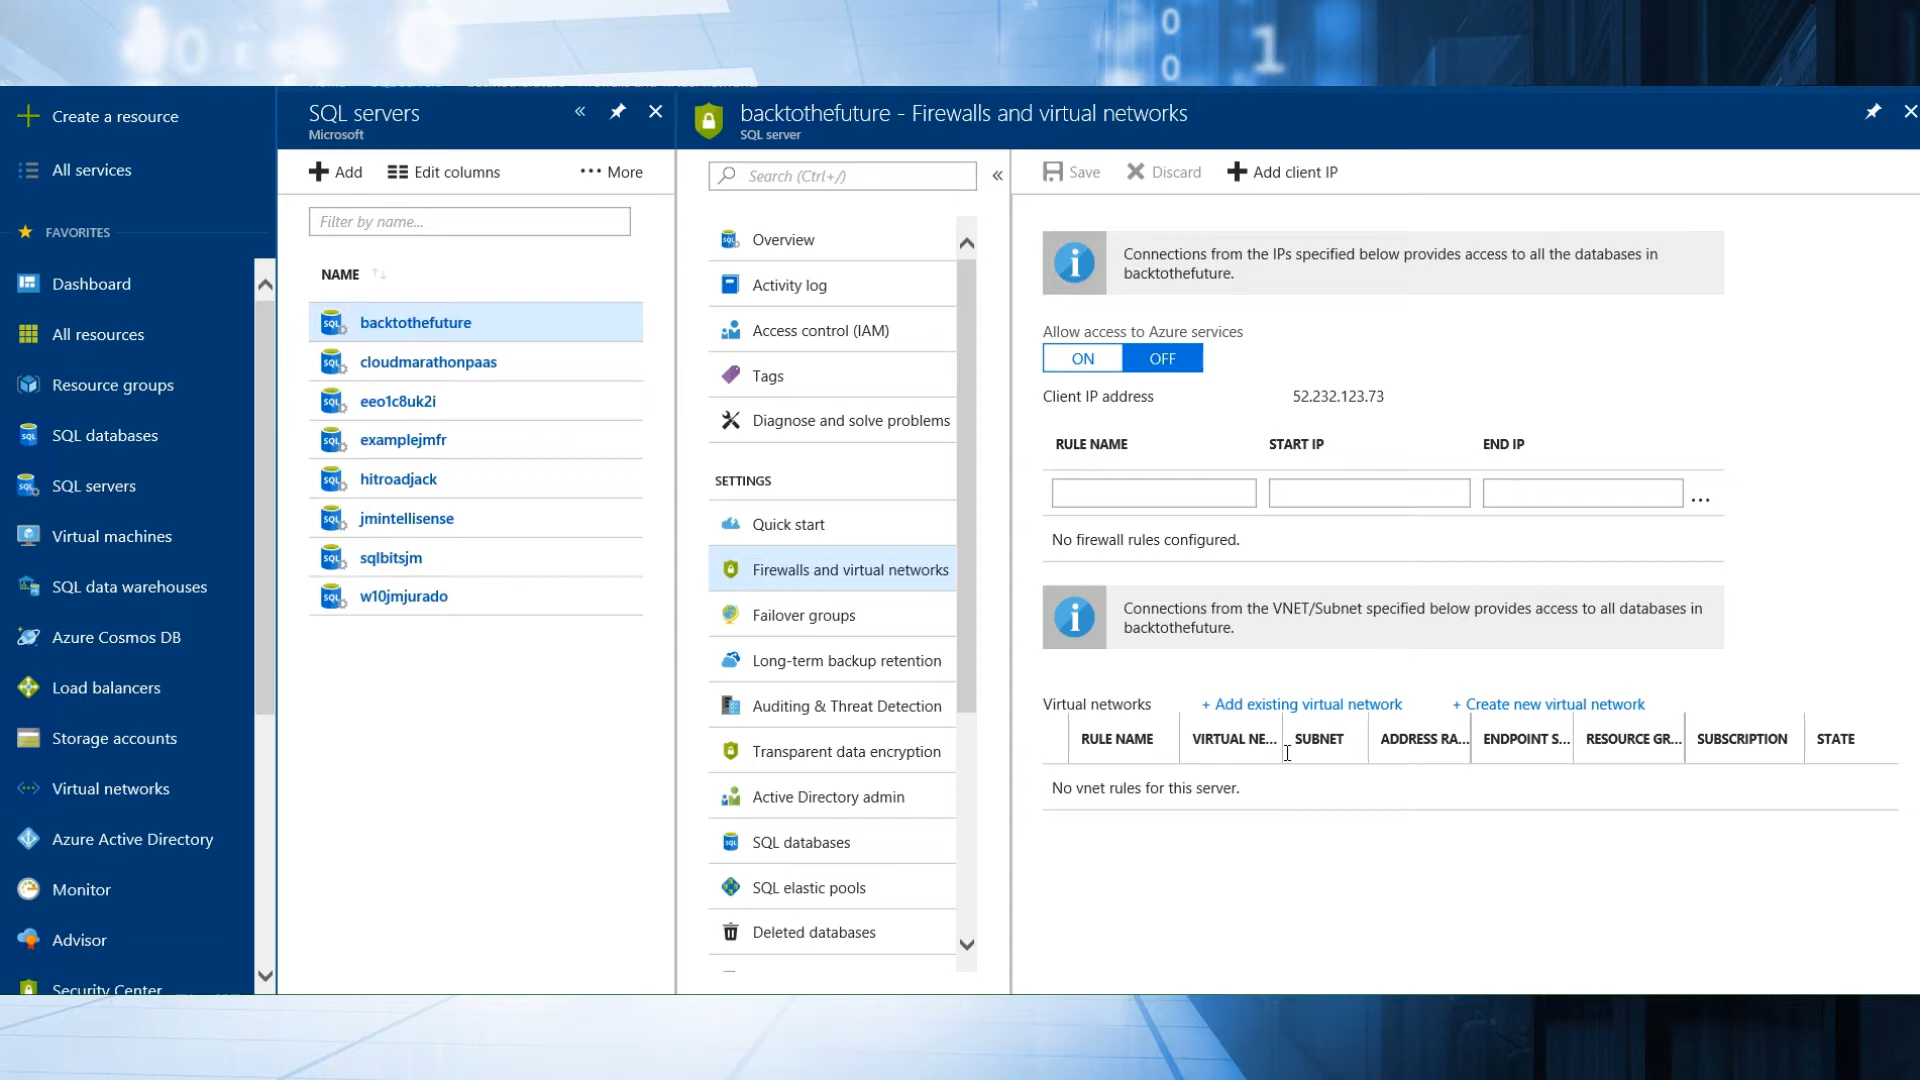 Create a resource
All services
FAVORITES
Dashboard
All resources
Resource groups
SQL databases
SQL servers
Virtual machines
SQL data warehouses
Azure Cosmos DB
Load balancers
Storage accounts
Virtual networks
Azure Active Directory
Monitor
Advisor
Security Center
SQL servers
Microsoft
Add
Edit columns
More
Filter by name...
NAME
backtothefuture
cloudmarathonpaas
eeo1c8uk2i
examplejmfr
hitroadjack
jmintellisense
sqlbitsjm
w10jmjurado
backtothefuture - Firewalls and virtual networks
SQL server
Search (Ctrl+/)
Overview
Activity log
Access control (IAM)
Tags
Diagnose and solve problems
SETTINGS
Quick start
Firewalls and virtual networks
Failover groups
Long-term backup retention
Auditing & Threat Detection
Transparent data encryption
Active Directory admin
SQL databases
SQL elastic pools
Deleted databases
Save
Discard
Add client IP
Connections from the IPs specified below provides access to all the databases in
backtothefuture.
Allow access to Azure services
ON OFF
Client IP address 52.232.123.73
RULE NAME START IP END IP
...
No firewall rules configured.
Connections from the VNET/Subnet specified below provides access to all databases in
backtothefuture.
Virtual networks + Add existing virtual network + Create new virtual network
RULE NAME VIRTUAL NE... SUBNET ADDRESS RA... ENDPOINT S... RESOURCE GR... SUBSCRIPTION STATE
No vnet rules for this server.